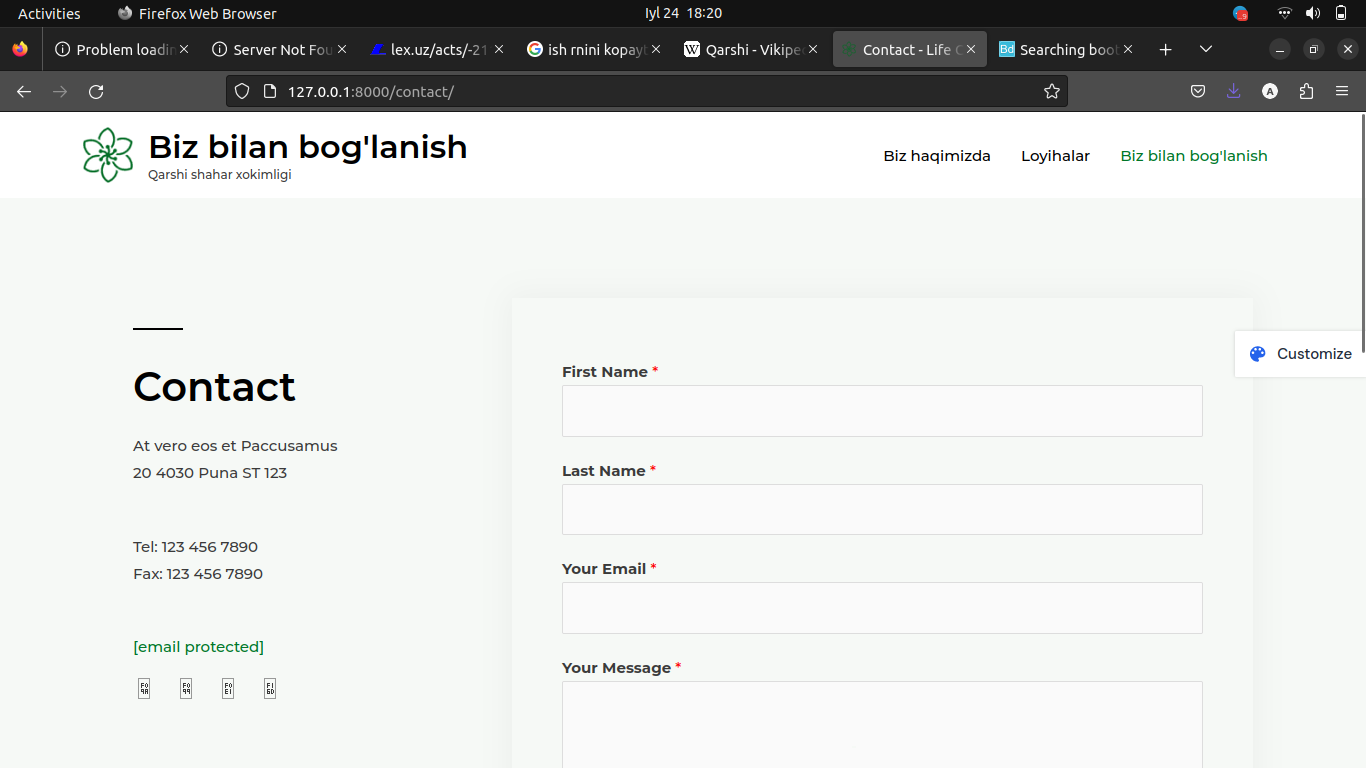 Activities
Firefox Web Browser
Iyl 24 18:20
Problem loadin
Server Not Fou
lex.uz/acts/-21
ish rnini kopayt
Qarshi - Vikipe
Contact - Life C
Bd Searching boot
127.0.0.1:8000/contact/
Biz bilan bog'lanish
Qarshi shahar xokimligi
Biz haqimizda
Loyihalar
Biz bilan bog'lanish
Customize
Contact
At vero eos et Paccusamus
20 4030 Puna ST 123
Tel: 123 456 7890
Fax: 123 456 7890
[email protected]
First Name *
Last Name *
Your Email *
Your Message *